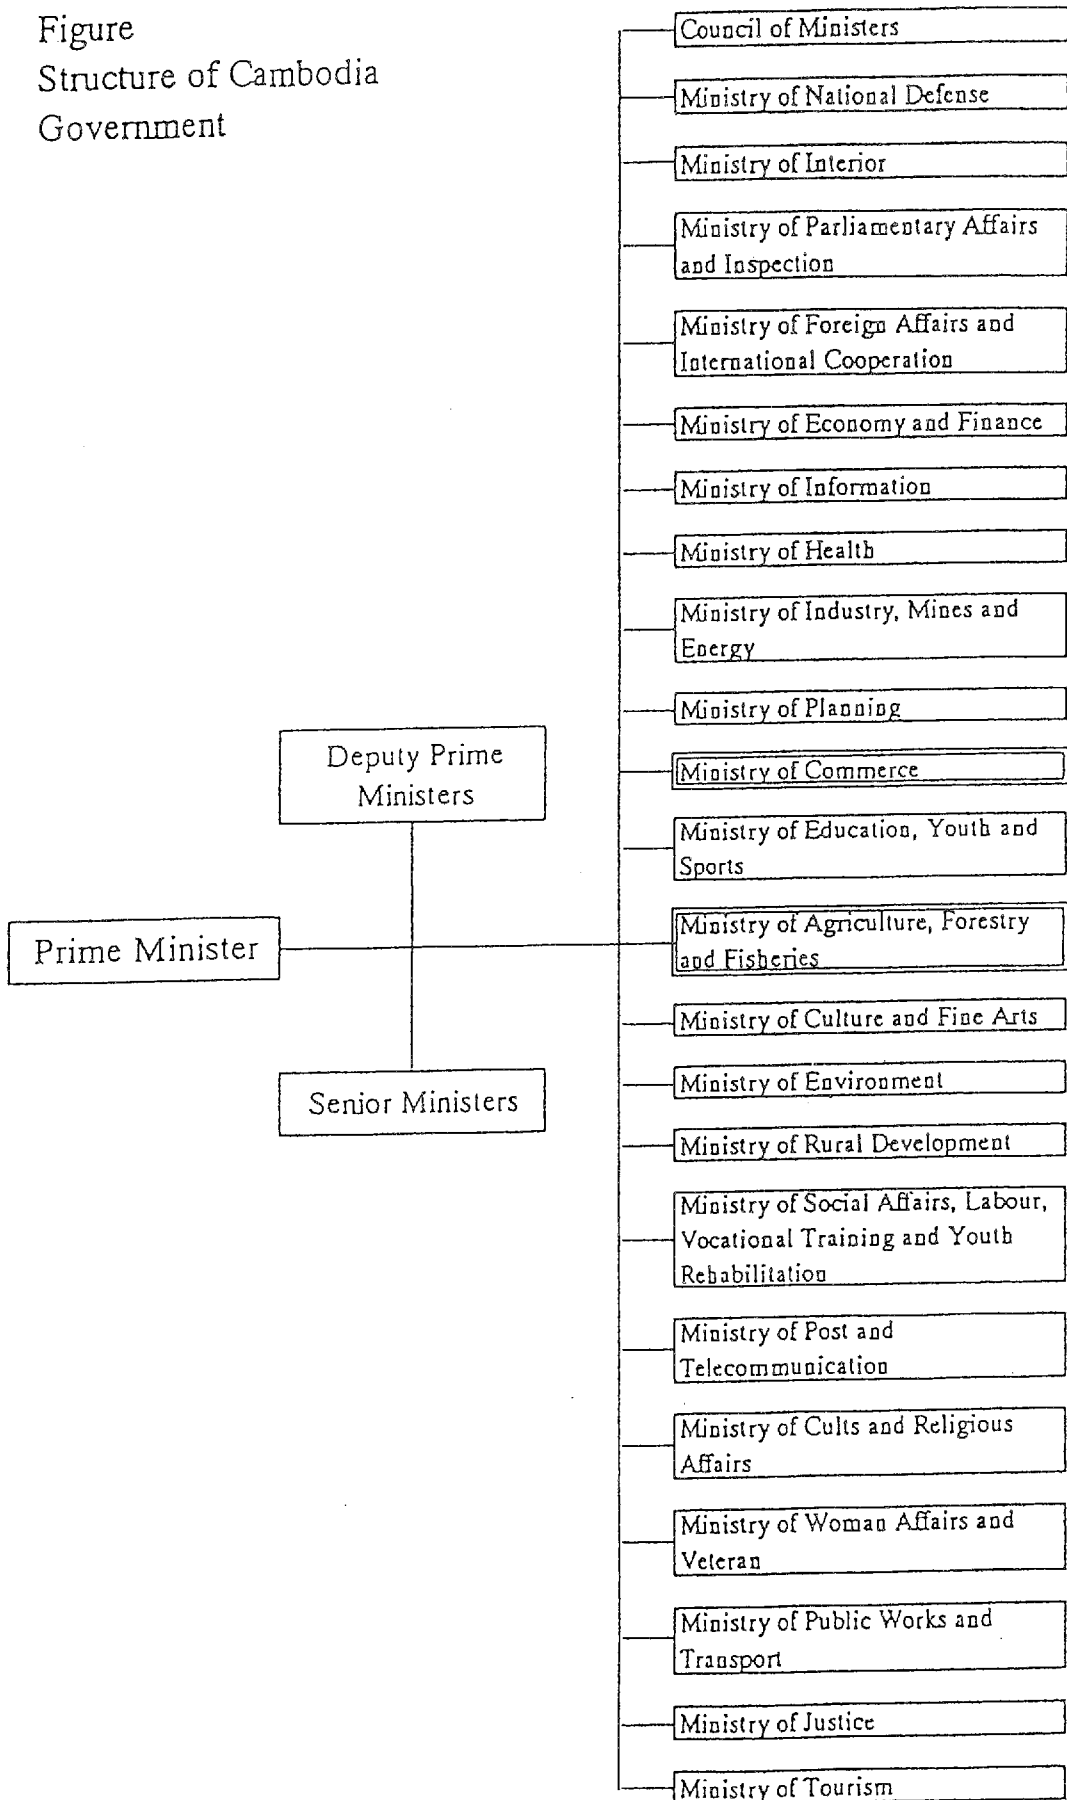 Figure
Structure of Cambodia
Government
Council of Ministers
Ministry of National Defense
Ministry of Interior
Ministry of Parliamentary Affairs
and Inspection
Ministry of Foreign Affairs and
International Cooperation
Ministry of Economy and Finance
Ministry of Information
Ministry of Health
Ministry of Industry, Mines and
Energy
Ministry of Planning
Deputy Prime
Ministers
Ministry of Commerce
Ministry of Education, Youth and
Sports
Prime Minister
Ministry of Agriculture, Forestry
and Fisheries
Ministry of Culture and Fine Arts
Senior Ministers
Ministry of Environment
Ministry of Rural Development
Ministry of Social Affairs, Labour,
Vocational Training and Youth
Rehabilitation
Ministry of Post and
Telecommunication
Ministry of Cults and Religious
Affairs
Ministry of Woman Affairs and
Veteran
Ministry of Public Works and
Transport
Ministry of Justice
Ministry of Tourism